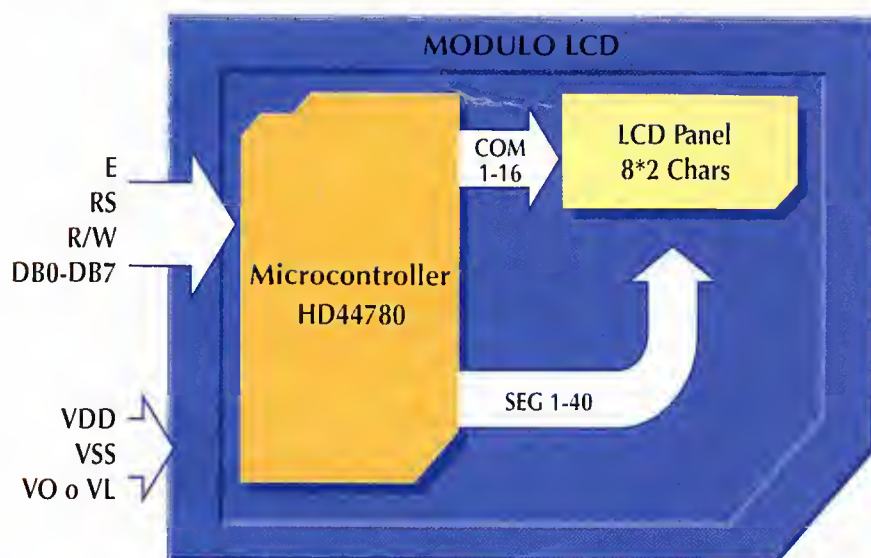 MODULO LCD
E
RS
R/W
DB0-DB7
VDD
VSS
VO o VL
Microcontroller
HD44780
COM
1-16
LCD Panel
8*2 Chars
SEG 1-40